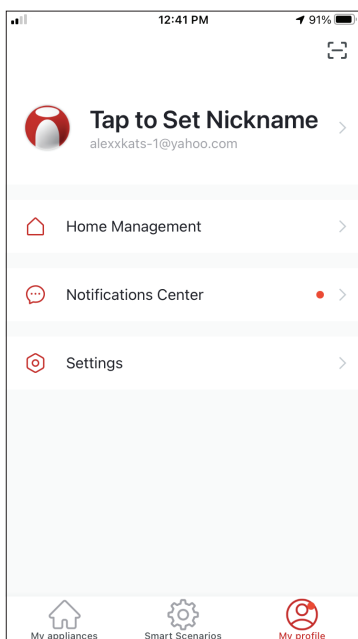 12:41 PM
91%
Tap to Set Nickname
alexxkats-1@yahoo.com
Home Management
Notifications Center
Settings
My appliances
Smart Scenarios
My profile